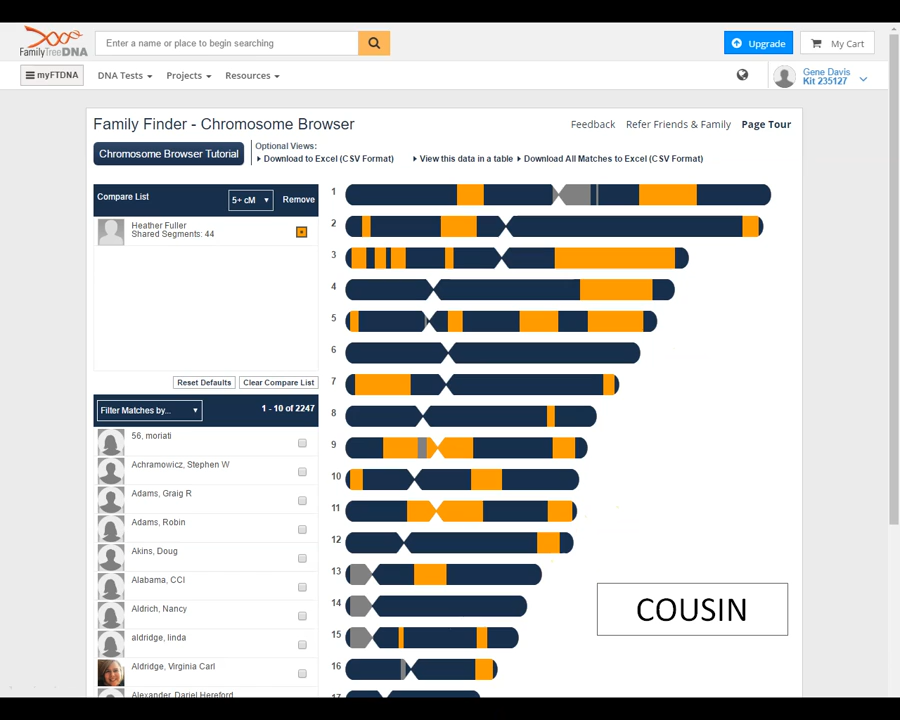 FamilyTreeDNA
Enter a name or place to begin searching
Upgrade
My Cart
myFTDNA
DNA Tests
Projects
Resources
Gene Davis
Kit 235127
Family Finder - Chromosome Browser
Feedback
Refer Friends & Family
Page Tour
Chromosome Browser Tutorial
Optional Views:
Download to Excel (CSV Format)
View this data in a table
Download All Matches to Excel (CSV Format)
Compare List
5+ cM
Remove
Heather Fuller
Shared Segments: 44
Reset Defaults
Clear Compare List
Filter Matches by...
1 - 10 of 2247
56, moriati
Achramowicz, Stephen W
Adams, Graig R
Adams, Robin
Akins, Doug
Alabama, CCI
Aldrich, Nancy
aldridge, linda
Aldridge, Virginia Carl
Alexander, Dariel Hereford
1
2
3
4
5
6
7
8
9
10
11
12
13
14
15
16
17
COUSIN